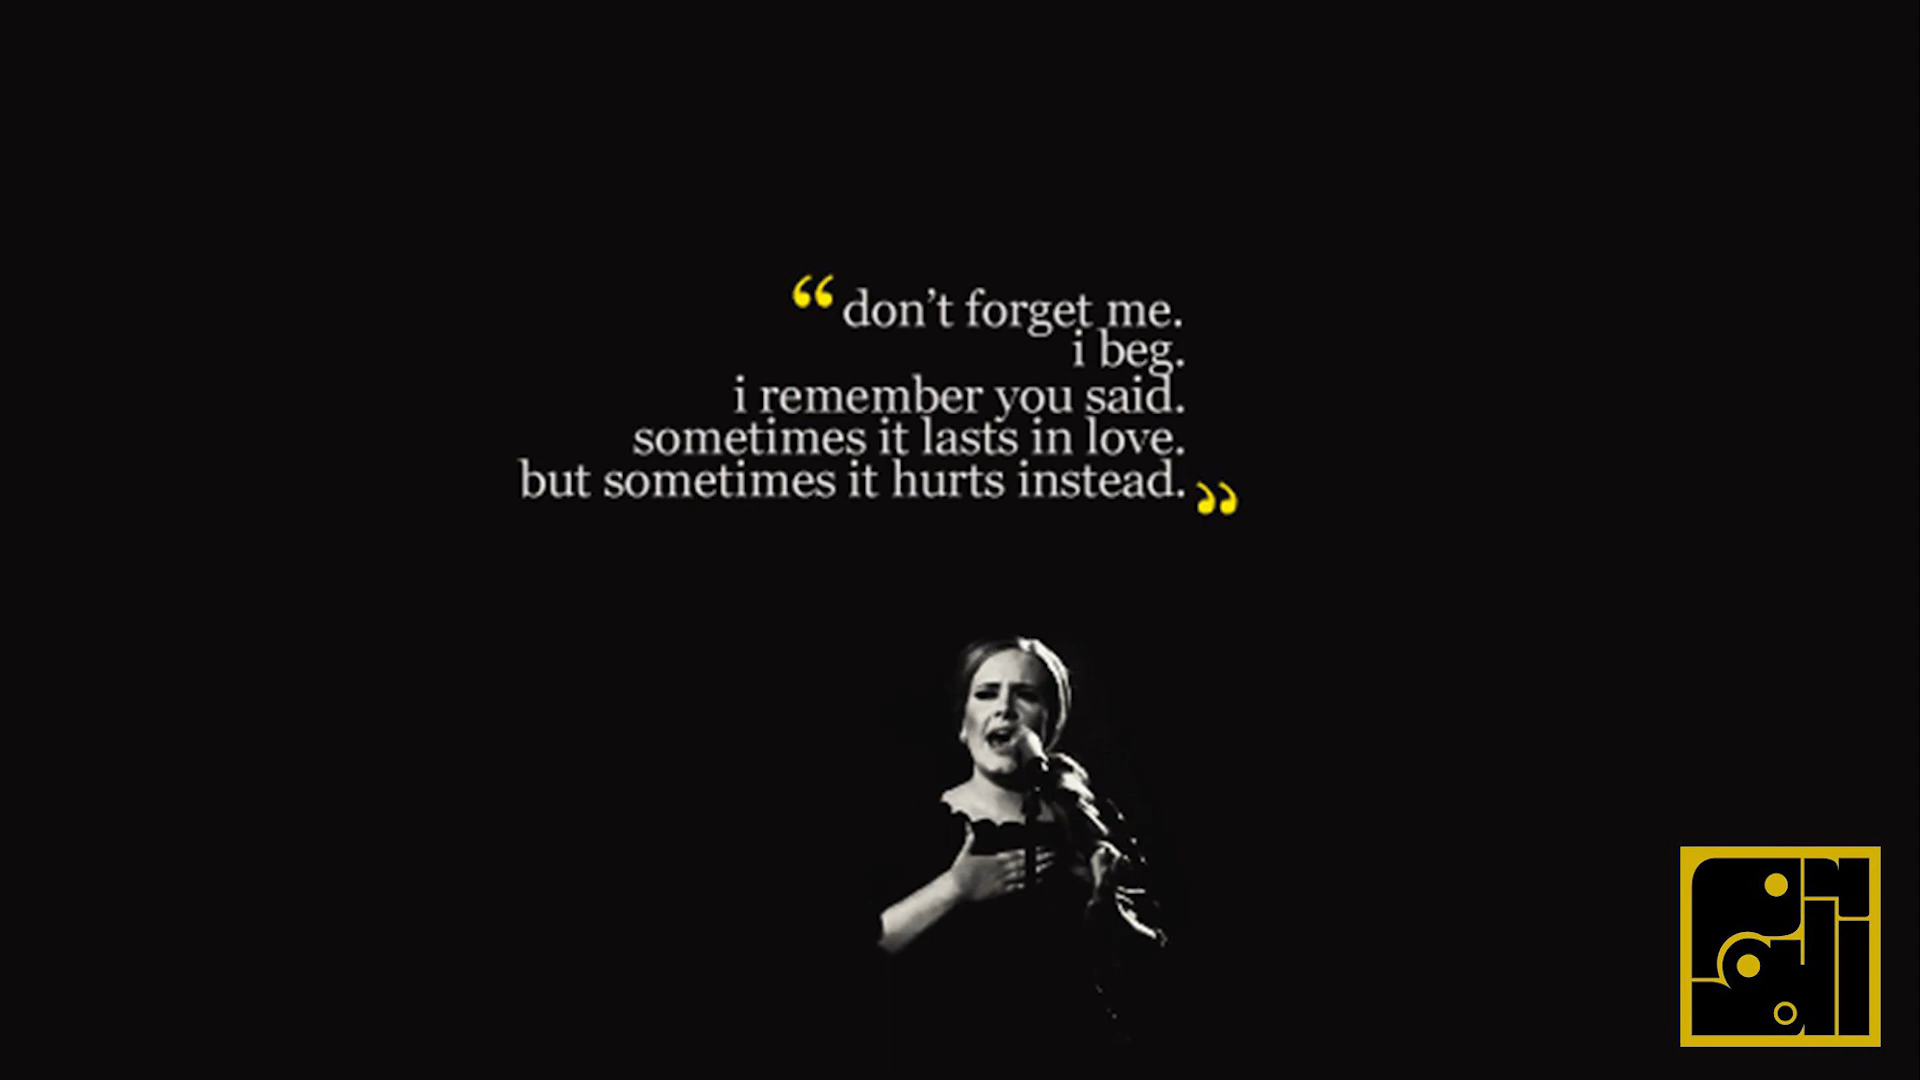 “don’t forget me.
i beg.
i remember you said.
sometimes it lasts in love.
but sometimes it hurts instead.”